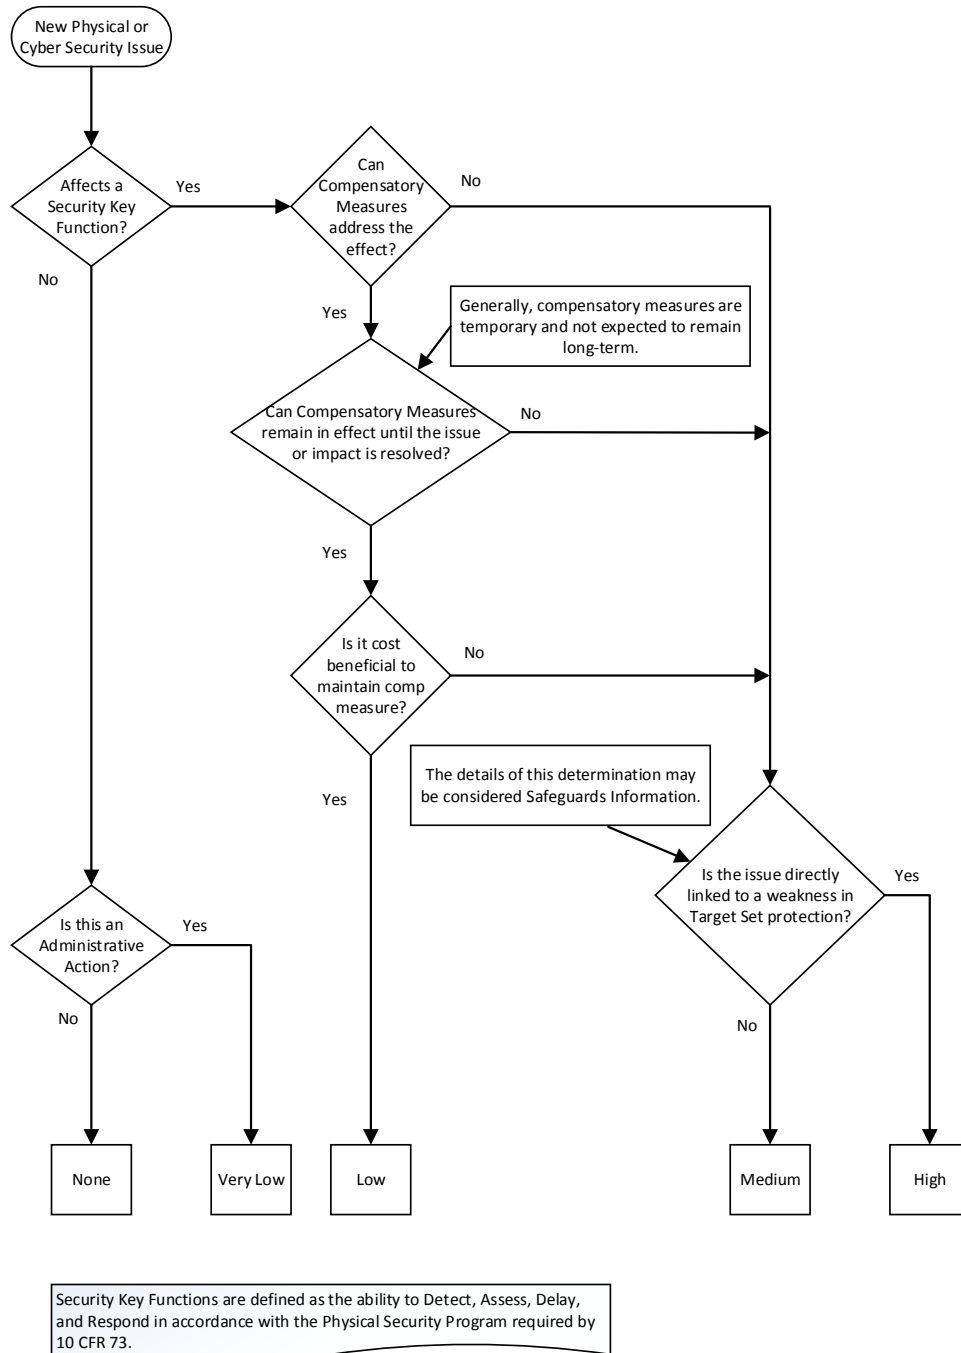 New Physical or
Cyber Security Issue
Affects a
Security Key
Function?
Yes
No
Can
Compensatory
Measures
address the
effect?
No
Yes
Generally, compensatory measures are
temporary and not expected to remain
long-term.
Can Compensatory Measures
remain in effect until the issue
or impact is resolved?
No
Yes
Is it cost
beneficial to
maintain comp
measure?
No
Yes
The details of this determination may
be considered Safeguards Information.
Is the issue directly
linked to a weakness in
Target Set protection?
Yes
No
Is this an
Administrative
Action?
Yes
No
None
Very Low
Low
Medium
High
Security Key Functions are defined as the ability to Detect, Assess, Delay,
and Respond in accordance with the Physical Security Program required by
10 CFR 73.